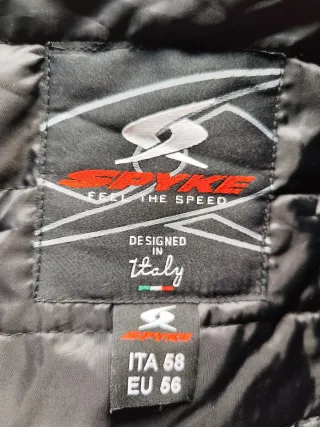 SPYKE
FEEL THE SPEED
DESIGNED
IN
Italy
SPYKE
ITA 58
EU 56